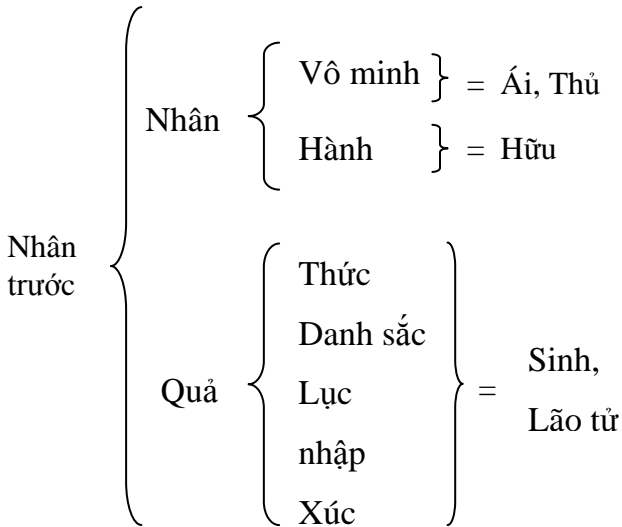 Vô minh = Ái, Thủ
Nhân
Hành = Hữu
Nhân
trước
Thức
Danh sắc
Quả
Lục
nhập
Xúc
=
Sinh,
Lão tử